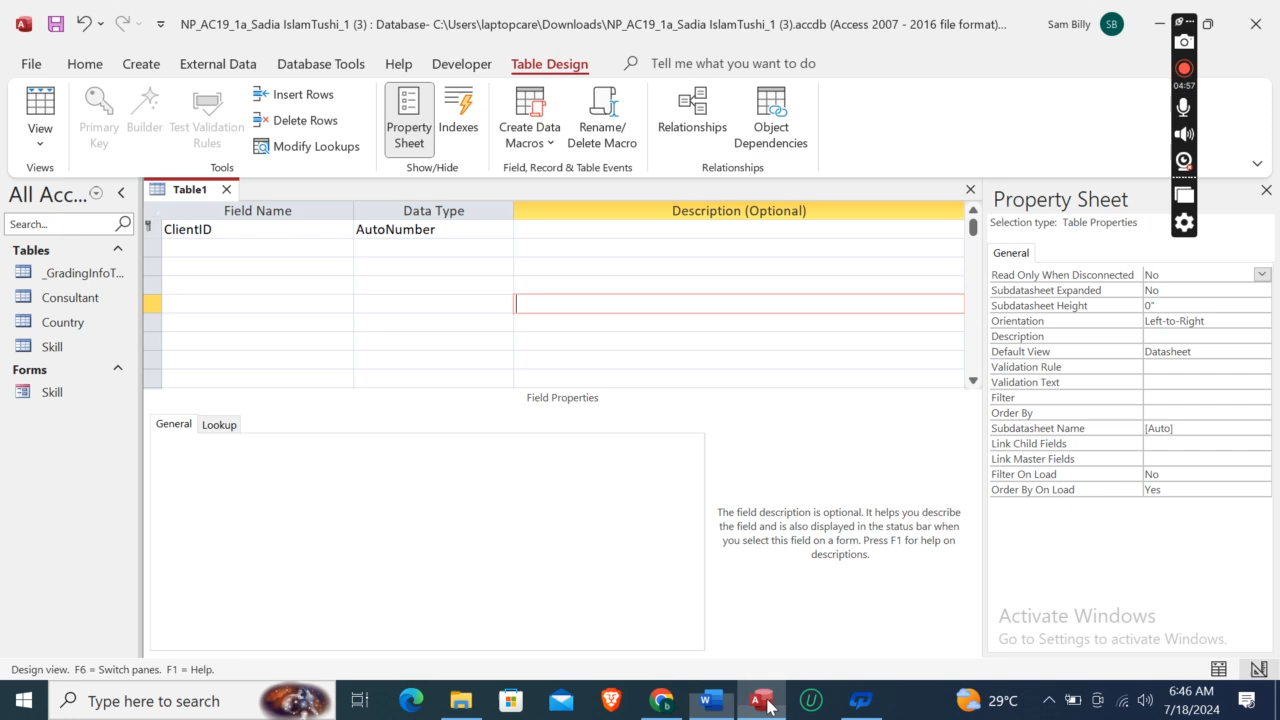 NP_AC19_1a_Sadia IslamTushi_1 (3) : Database- C:\Users\laptopcare\Downloads\NP_AC19_1a_Sadia IslamTushi_1 (3).accdb (Access 2007 - 2016 file format)...
Sam Billy
SB
File Home Create External Data Database Tools Help Developer Table Design Tell me what you want to do
04:57
View
Primary Key
Builder
Test Validation Rules
Insert Rows
Delete Rows
Modify Lookups
Property Sheet
Indexes
Create Data Macros
Rename/ Delete Macro
Relationships
Object Dependencies
Views
Tools
Show/Hide
Field, Record & Table Events
Relationships
All Ac...
Search...
Tables
_GradingInfoT...
Consultant
Country
Skill
Forms
Skill
Table1
Field Name Data Type Description (Optional)
ClientID AutoNumber
Field Properties
General Lookup
The field description is optional. It helps you describe
the field and is also displayed in the status bar when
you select this field on a form. Press F1 for help on
descriptions.
Property Sheet
Selection type: Table Properties
General
Read Only When Disconnected No
Subdatasheet Expanded No
Subdatasheet Height 0"
Orientation Left-to-Right
Description
Default View Datasheet
Validation Rule
Validation Text
Filter
Order By
Subdatasheet Name [Auto]
Link Child Fields
Link Master Fields
Filter On Load No
Order By On Load Yes
Activate Windows
Go to Settings to activate Windows.
Design view. F6 = Switch panes. F1 = Help.
Type here to search
29°C
6:46 AM
7/18/2024